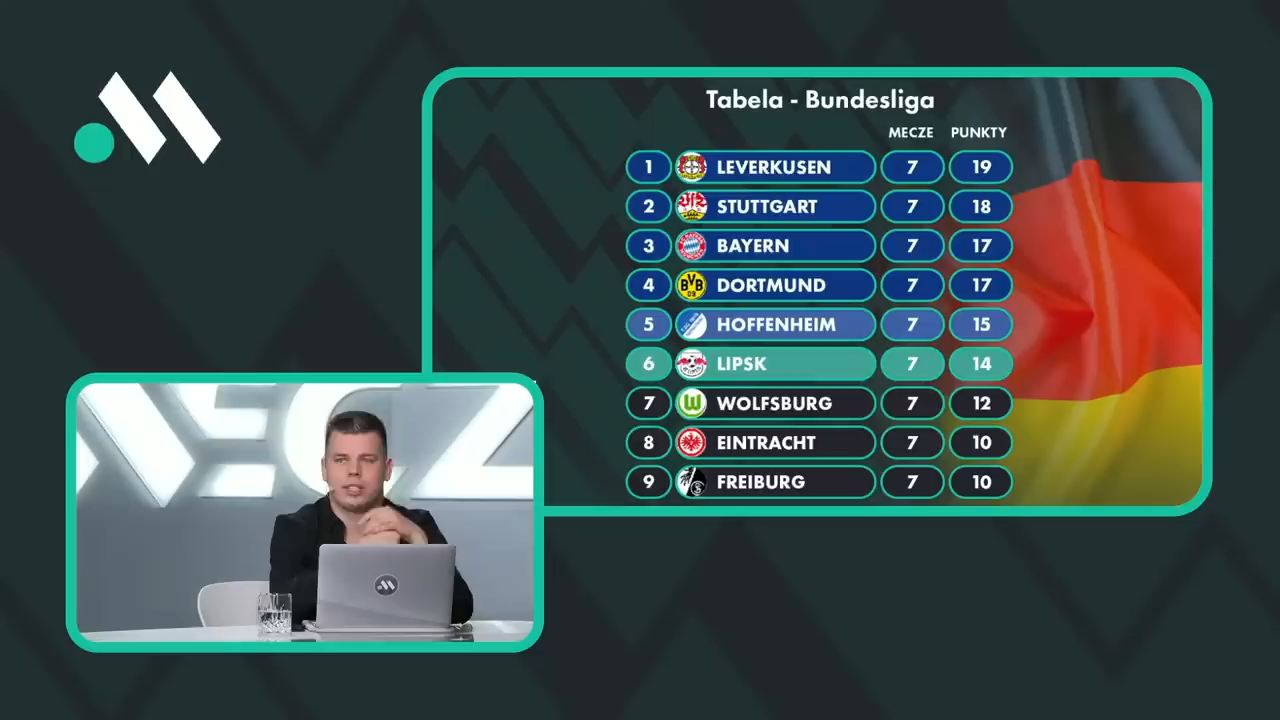 Tabela - Bundesliga
MECZE PUNKTY
1 LEVERKUSEN 7 19
2 STUTTGART 7 18
3 BAYERN 7 17
4 DORTMUND 7 17
5 HOFFENHEIM 7 15
6 LIPSK 7 14
7 WOLFSBURG 7 12
8 EINTRACHT 7 10
9 FREIBURG 7 10